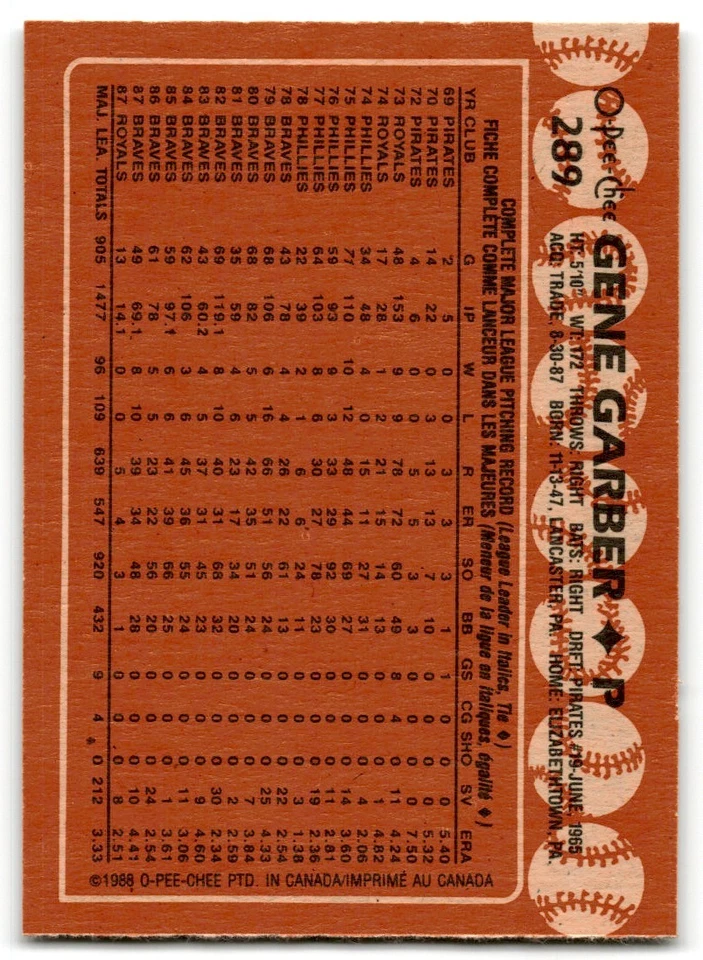 O-Pee-Chee
289
GENE GARBER ♦ P
HT: 5'10" WT: 172 THROWS: RIGHT BATS: RIGHT DRFT: PIRATES #19-JUNE, 1965
ACQ: TRADE, 8-30-87 BORN: 11-13-47, LANCASTER, PA. HOME: ELIZABETHTOWN, PA.
COMPLETE MAJOR LEAGUE PITCHING RECORD (League Leader in Italics, Tie ♦)
FICHE COMPLÈTE COMME LANCEUR DANS LES MAJEURES (Meneur de la ligue en italiques, égalité ♦)
YR CLUB G IP W L R ER SO BB GS CG SHO SV ERA
69 PIRATES 2 5 0 0 3 3 3 1 1 0 0 0 5.40
70 PIRATES 14 22 0 3 13 13 7 10 0 0 0 0 5.32
72 PIRATES 4 6 0 0 5 5 3 3 0 0 0 0 7.50
73 ROYALS 48 153 9 9 78 72 60 49 8 4 0 11 4.24
74 ROYALS 17 28 1 2 21 15 14 13 0 0 0 1 4.82
74 PHILLIES 34 48 4 0 15 11 27 31 0 0 0 4 2.06
75 PHILLIES 77 110 10 12 48 44 69 27 0 0 0 14 3.60
76 PHILLIES 59 93 9 3 33 29 92 30 0 0 0 11 2.81
77 PHILLIES 64 103 8 6 30 27 78 23 0 0 0 19 2.36
78 PHILLIES 22 39 2 1 6 6 24 11 0 0 0 3 1.38
78 BRAVES 43 78 4 4 26 22 61 13 0 0 0 22 2.54
79 BRAVES 68 106 6 16 66 51 56 24 0 0 0 25 4.33
80 BRAVES 68 82 5 5 42 35 51 24 0 0 0 7 3.84
81 BRAVES 35 59 4 6 23 17 34 20 0 0 0 2 2.59
82 BRAVES 69 119.1 8 10 40 31 68 32 0 0 0 30 2.34
83 BRAVES 43 60.2 4 5 37 31 45 23 0 0 0 9 4.60
84 BRAVES 62 106 3 6 45 36 55 24 0 0 0 11 3.06
85 BRAVES 59 97.1 6 6 41 39 66 25 0 0 0 1 3.61
86 BRAVES 61 78 5 5 23 22 56 20 0 0 0 24 2.54
87 BRAVES 49 69.1 8 10 39 34 48 28 0 0 0 10 4.41
87 ROYALS 13 14.1 0 0 5 4 3 1 0 0 0 8 2.51
MAJ. LEA. TOTALS 905 1477 96 109 639 547 920 432 9 4 0 212 3.33
*
©1988 O-PEE-CHEE PTD. IN CANADA/IMPRIMÉ AU CANADA